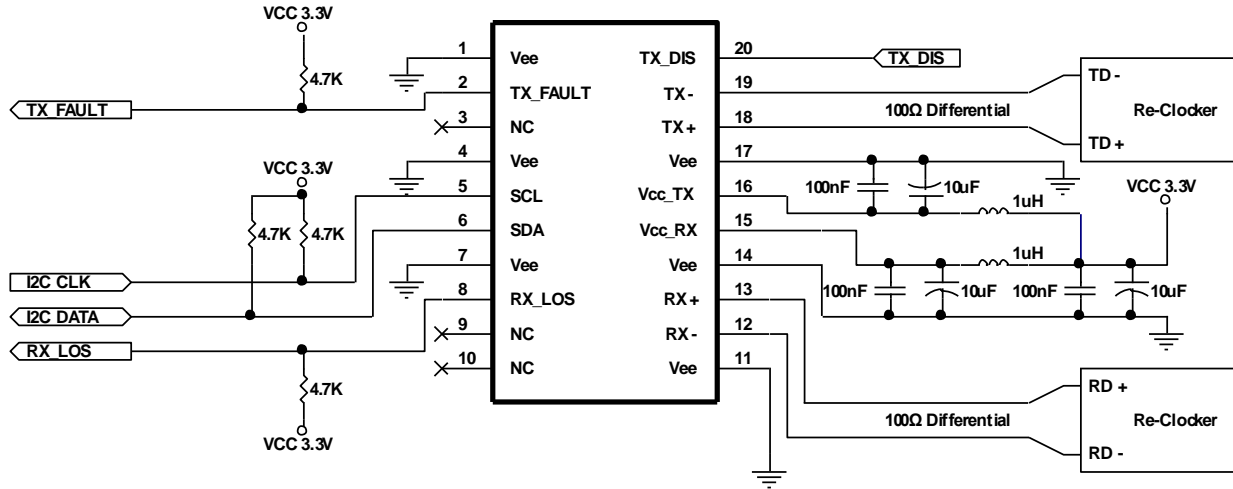 VCC 3.3V
4.7K
TX_FAULT
VCC 3.3V
4.7K
4.7K
I2C CLK
I2C DATA
RX_LOS
4.7K
VCC 3.3V
1 Vee
2 TX_FAULT
3 NC
4 Vee
5 SCL
6 SDA
7 Vee
8 RX_LOS
9 NC
10 NC
TX_DIS 20
TX- 19
TX+ 18
Vee 17
Vcc_TX 16
Vcc_RX 15
Vee 14
RX+ 13
RX- 12
Vee 11
TX_DIS
100Ω Differential
TD -
Re-Clocker
TD +
100nF
10uF
1uH
VCC 3.3V
1uH
100nF
10uF
100nF
10uF
100Ω Differential
RD +
Re-Clocker
RD -